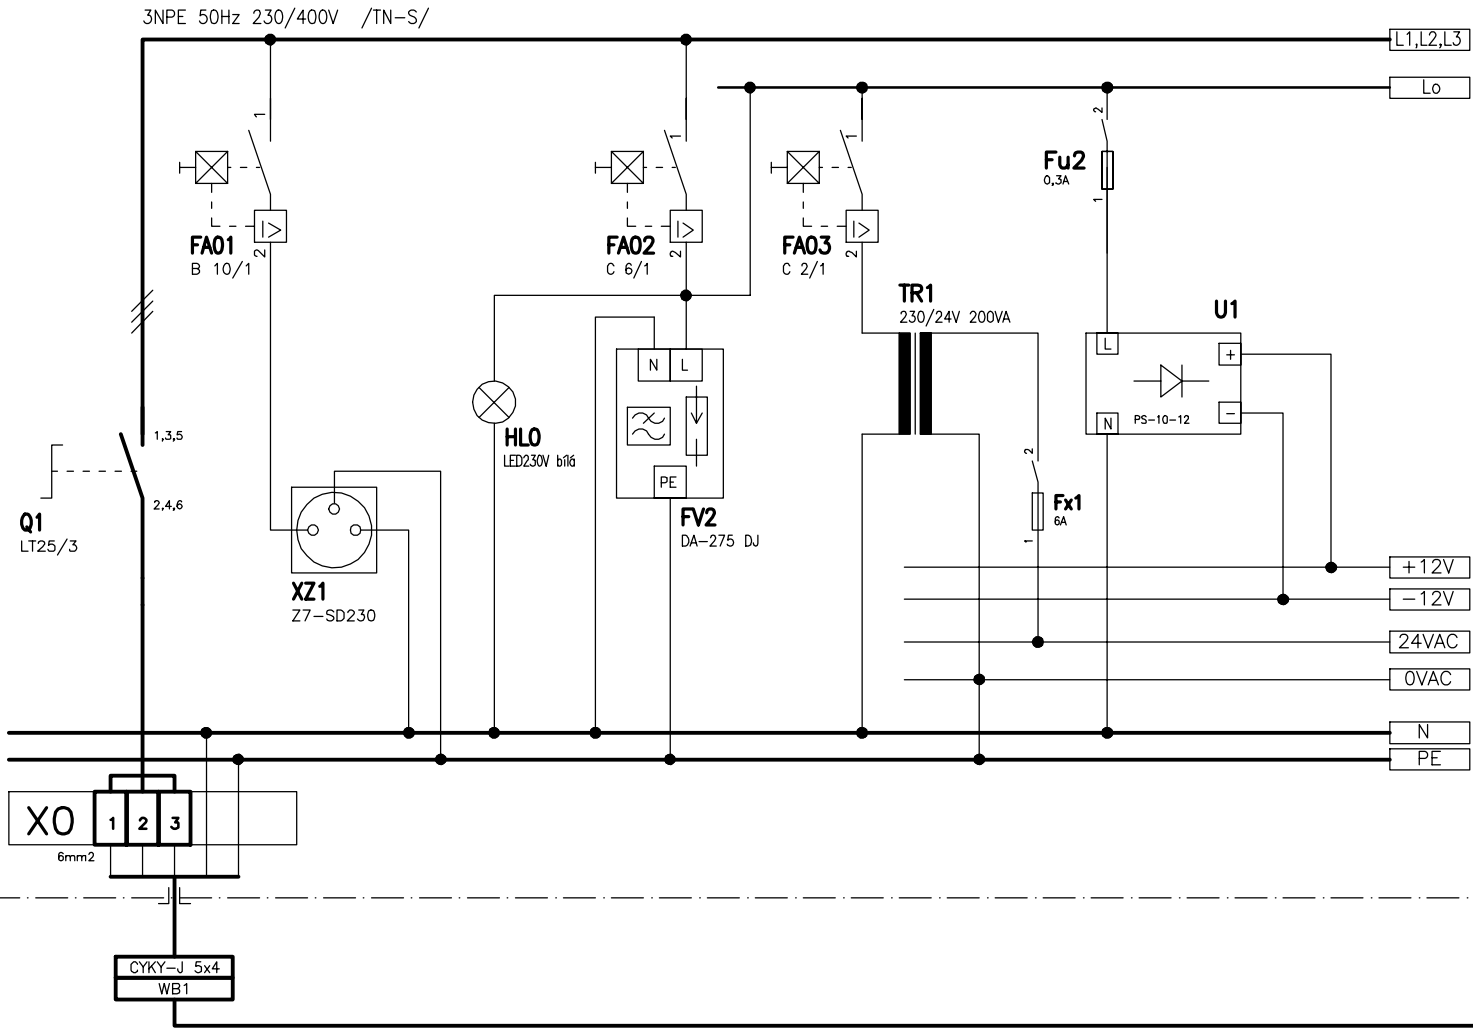 3NPE 50Hz 230/400V /TN-S/
L1,L2,L3
Lo
1
1
1
2
Fu2
0,3A
1
FA01
B 10/1
2
FA02
C 6/1
2
FA03
C 2/1
2
TR1
230/24V 200VA
U1
L
+
N
L
PS-10-12
N
-
1,3,5
HL0
LED230V bílá
2
PE
2,4,6
Q1
LT25/3
FV2
DA-275 DJ
Fx1
6A
1
XZ1
Z7-SD230
+12V
-12V
24VAC
0VAC
N
PE
X0
1
2
3
6mm2
CYKY-J 5x4
WB1